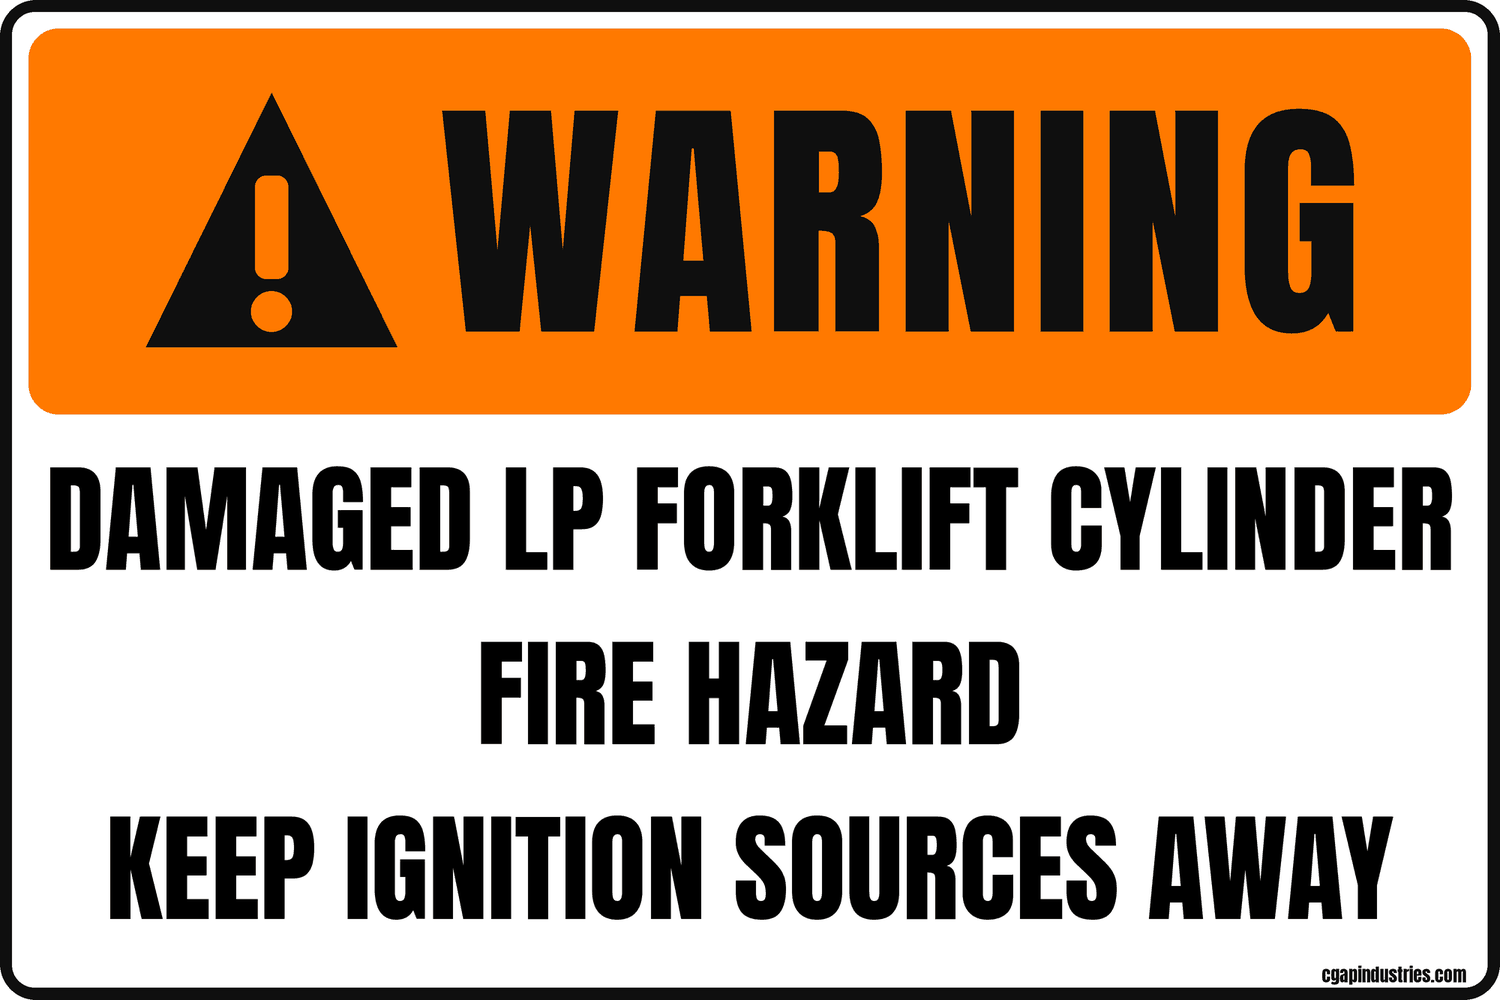 WARNING
DAMAGED LP FORKLIFT CYLINDER
FIRE HAZARD
KEEP IGNITION SOURCES AWAY
cgapindustries.com